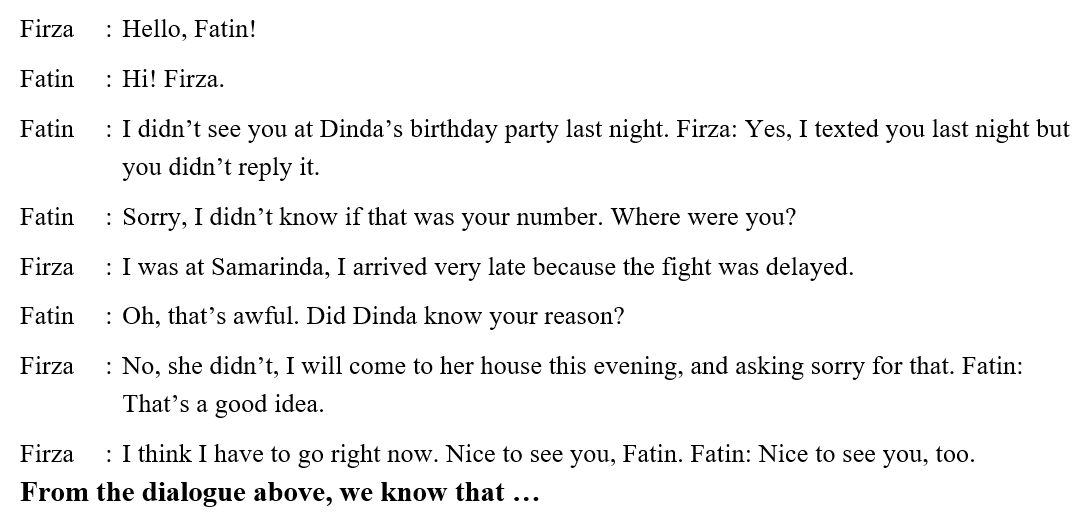 Firza : Hello, Fatin!
Fatin : Hi! Firza.
Fatin : I didn’t see you at Dinda’s birthday party last night. Firza: Yes, I texted you last night but
you didn’t reply it.
Fatin : Sorry, I didn’t know if that was your number. Where were you?
Firza : I was at Samarinda, I arrived very late because the fight was delayed.
Fatin : Oh, that’s awful. Did Dinda know your reason?
Firza : No, she didn’t, I will come to her house this evening, and asking sorry for that. Fatin:
That’s a good idea.
Firza : I think I have to go right now. Nice to see you, Fatin. Fatin: Nice to see you, too.
From the dialogue above, we know that …